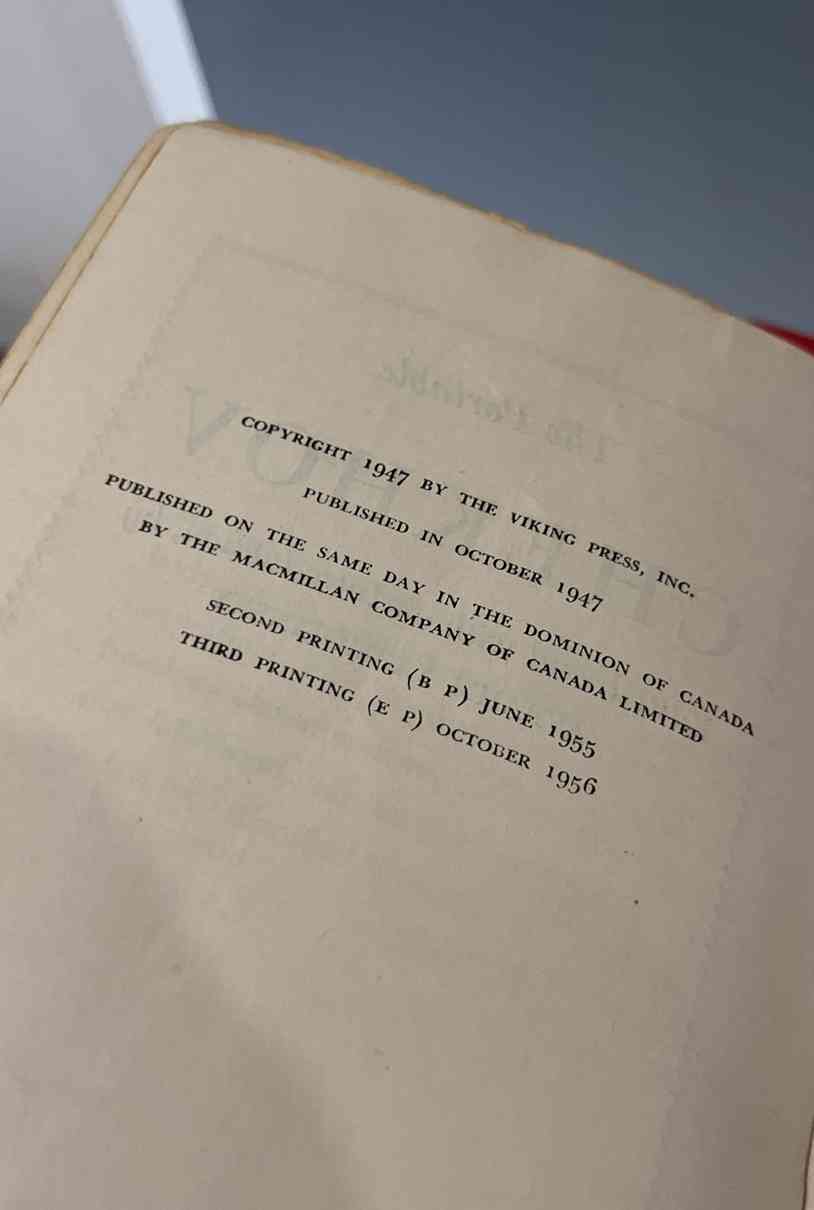 COPYRIGHT 1947 BY THE VIKING PRESS, INC.
PUBLISHED IN OCTOBER 1947
PUBLISHED ON THE SAME DAY IN THE DOMINION OF CANADA
BY THE MACMILLAN COMPANY OF CANADA LIMITED
SECOND PRINTING (B P) JUNE 1955
THIRD PRINTING (E P) OCTOBER 1956